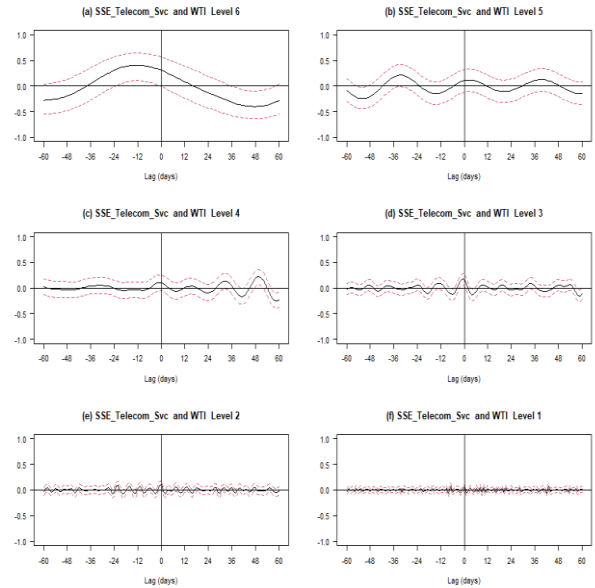 (a) SSE_Telecom_Svc and WTI Level 6
1.0
0.5
0.0
-0.5
-1.0
-60 -48 -36 -24 -12 0 12 24 36 48 60
Lag (days)
(b) SSE_Telecom_Svc and WTI Level 5
1.0
0.5
0.0
-0.5
-1.0
-60 -48 -36 -24 -12 0 12 24 36 48 60
Lag (days)
(c) SSE_Telecom_Svc and WTI Level 4
1.0
0.5
0.0
-0.5
-1.0
-60 -48 -36 -24 -12 0 12 24 36 48 60
Lag (days)
(d) SSE_Telecom_Svc and WTI Level 3
1.0
0.5
0.0
-0.5
-1.0
-60 -48 -36 -24 -12 0 12 24 36 48 60
Lag (days)
(e) SSE_Telecom_Svc and WTI Level 2
1.0
0.5
0.0
-0.5
-1.0
-60 -48 -36 -24 -12 0 12 24 36 48 60
Lag (days)
(f) SSE_Telecom_Svc and WTI Level 1
1.0
0.5
0.0
-0.5
-1.0
-60 -48 -36 -24 -12 0 12 24 36 48 60
Lag (days)